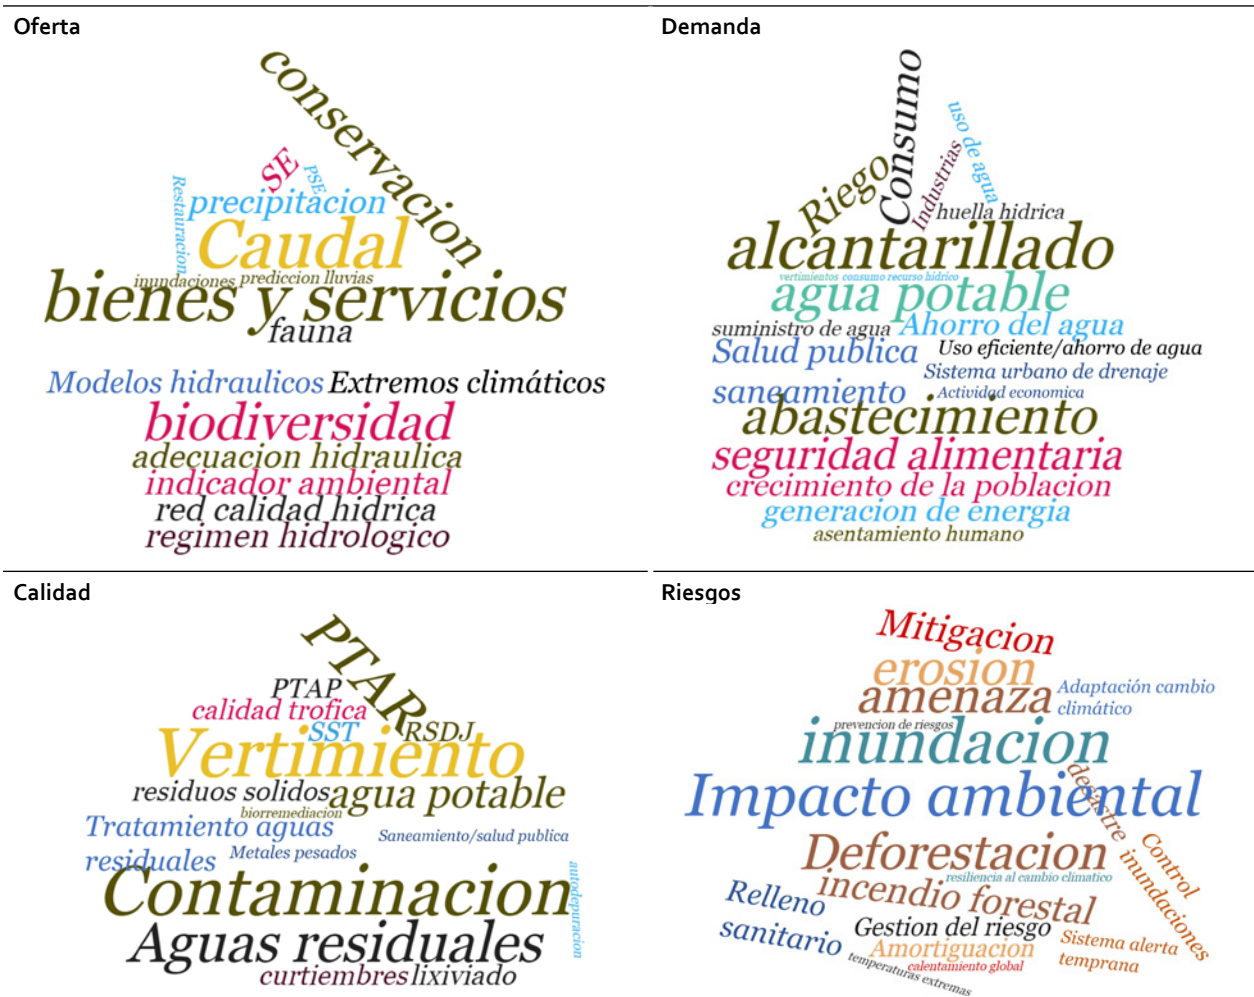 Oferta
conservacion
SE
PSE
Restauracion
precipitacion
Caudal
inundaciones
prediccion lluvias
bienes y servicios
fauna
Modelos hidraulicos
Extremos climáticos
biodiversidad
adecuacion hidraulica
indicador ambiental
red calidad hidrica
regimen hidrologico
Demanda
Consumo
uso de agua
Riego
Industrias
huella hidrica
alcantarillado
vertimientos
consumo recurso hidrico
agua potable
suministro de agua
Ahorro del agua
Salud publica
Uso eficiente/ahorro de agua
Sistema urbano de drenaje
saneamiento
Actividad economica
abastecimiento
seguridad alimentaria
crecimiento de la poblacion
generacion de energia
asentamiento humano
Calidad
PTAR
PTAP
calidad trofica
SST
RSDJ
Vertimiento
residuos solidos
agua potable
biorremediacion
Tratamiento aguas
residuales
Saneamiento/salud publica
Metales pesados
Contaminacion
autodepuracion
Aguas residuales
curtiembres
lixiviado
Riesgos
Mitigacion
erosion
amenaza
Adaptación cambio
climático
prevencion de riesgos
inundacion
desastre
Impacto ambiental
Deforestacion
Control
inundaciones
resiliencia al cambio climatico
incendio forestal
Relleno
sanitario
Gestion del riesgo
Amortiguacion
Sistema alerta
temprana
calentamiento global
temperaturas extremas